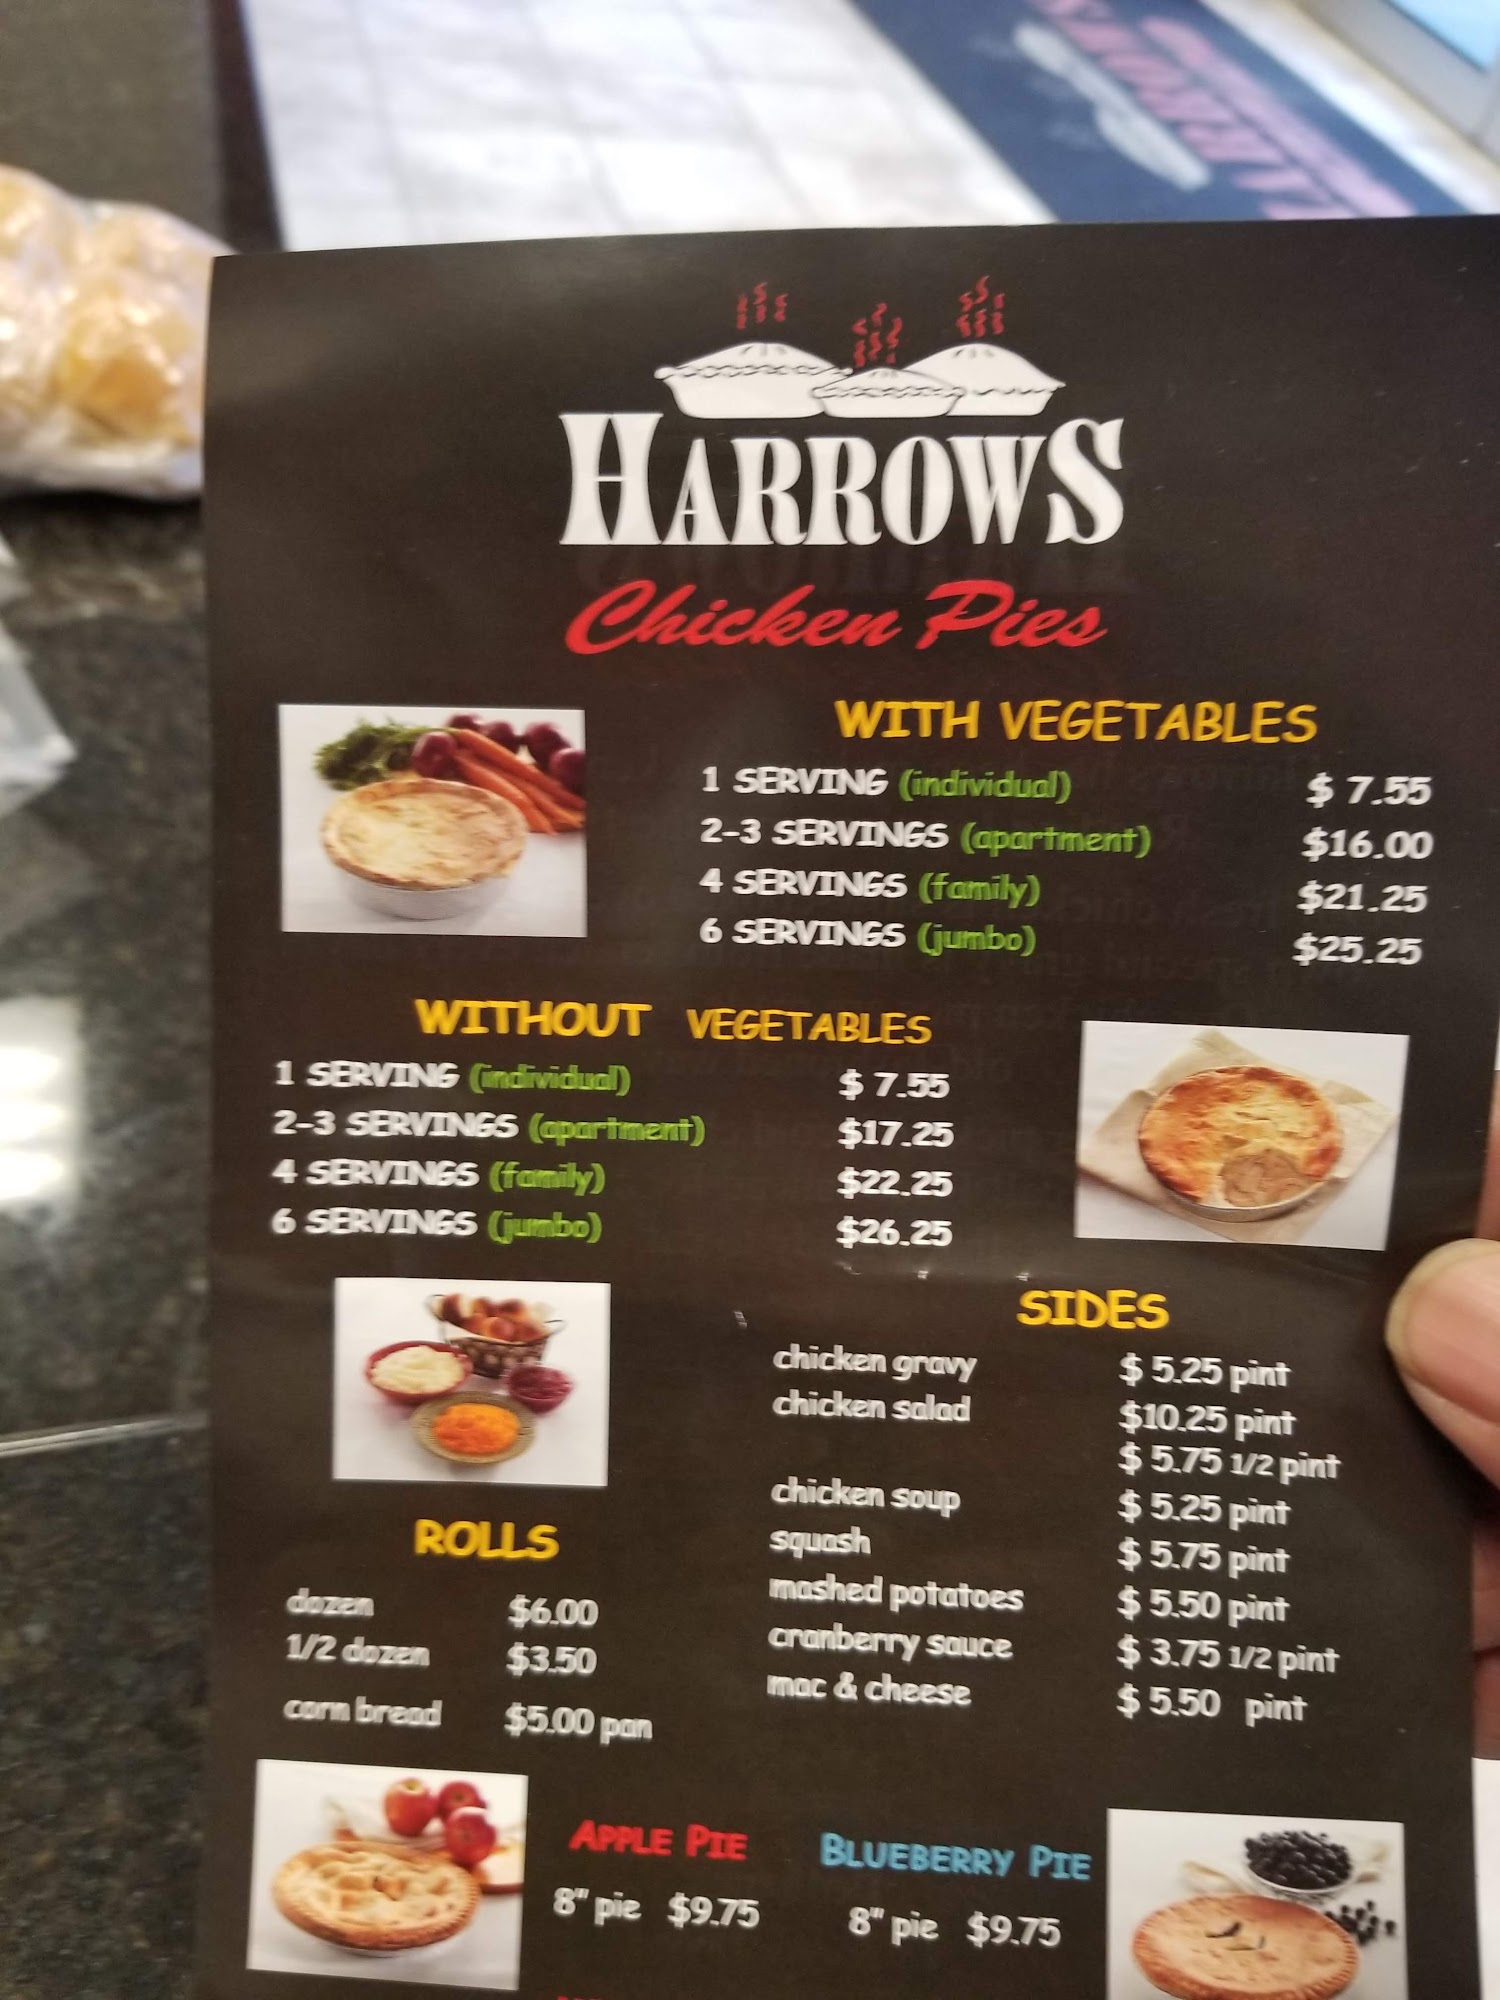 HARROWS
HARROWS
Chicken Pies
WITH VEGETABLES
1 SERVING (individual) $ 7.55
2-3 SERVINGS (apartment) $16.00
4 SERVINGS (family) $21.25
6 SERVINGS (jumbo) $25.25
WITHOUT VEGETABLES
1 SERVING (individual) $ 7.55
2-3 SERVINGS (apartment) $17.25
4 SERVINGS (family) $22.25
6 SERVINGS (jumbo) $26.25
SIDES
chicken gravy $ 5.25 pint
chicken salad $10.25 pint
$ 5.75 1/2 pint
chicken soup $ 5.25 pint
squash $ 5.75 pint
mashed potatoes $ 5.50 pint
cranberry sauce $ 3.75 1/2 pint
mac & cheese $ 5.50 pint
ROLLS
dozen $6.00
1/2 dozen $3.50
corn bread $5.00 pan
APPLE PIE
8" pie $9.75
BLUEBERRY PIE
8" pie $9.75